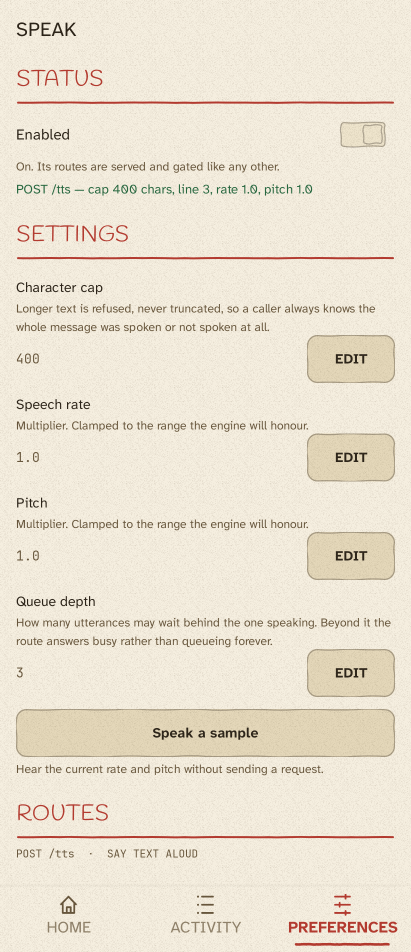 SPEAK
STATUS
Enabled
On. Its routes are served and gated like any other.
POST /tts — cap 400 chars, line 3, rate 1.0, pitch 1.0
SETTINGS
Character cap
Longer text is refused, never truncated, so a caller always knows the
whole message was spoken or not spoken at all.
400
EDIT
Speech rate
Multiplier. Clamped to the range the engine will honour.
1.0
EDIT
Pitch
Multiplier. Clamped to the range the engine will honour.
1.0
EDIT
Queue depth
How many utterances may wait behind the one speaking. Beyond it the
route answers busy rather than queueing forever.
3
EDIT
Speak a sample
Hear the current rate and pitch without sending a request.
ROUTES
POST /tts · SAY TEXT ALOUD
HOME
ACTIVITY
PREFERENCES